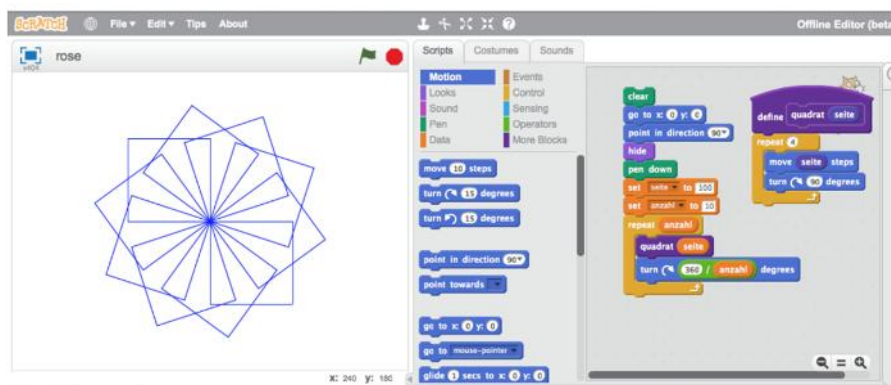 SCRATCH File ▾ Edit ▾ Tips About Offline Editor (beta
rose
v404
X: 240 y: 180
Scripts Costumes Sounds
Motion Events
Looks Control
Sound Sensing
Pen Operators
Data More Blocks
move 10 steps
turn ↻ 15 degrees
turn ↺ 15 degrees
point in direction 90▾
point towards
go to x: 0 y: 0
go to mouse-pointer
glide 1 secs to x: 0 y: 0
clear
go to x: 0 y: 0
point in direction 90▾
hide
pen down
set seite to 100
set anzahl to 10
repeat anzahl
quadrat seite
turn ↻ 360 / anzahl degrees
define quadrat seite
repeat 4
move seite steps
turn ↻ 90 degrees